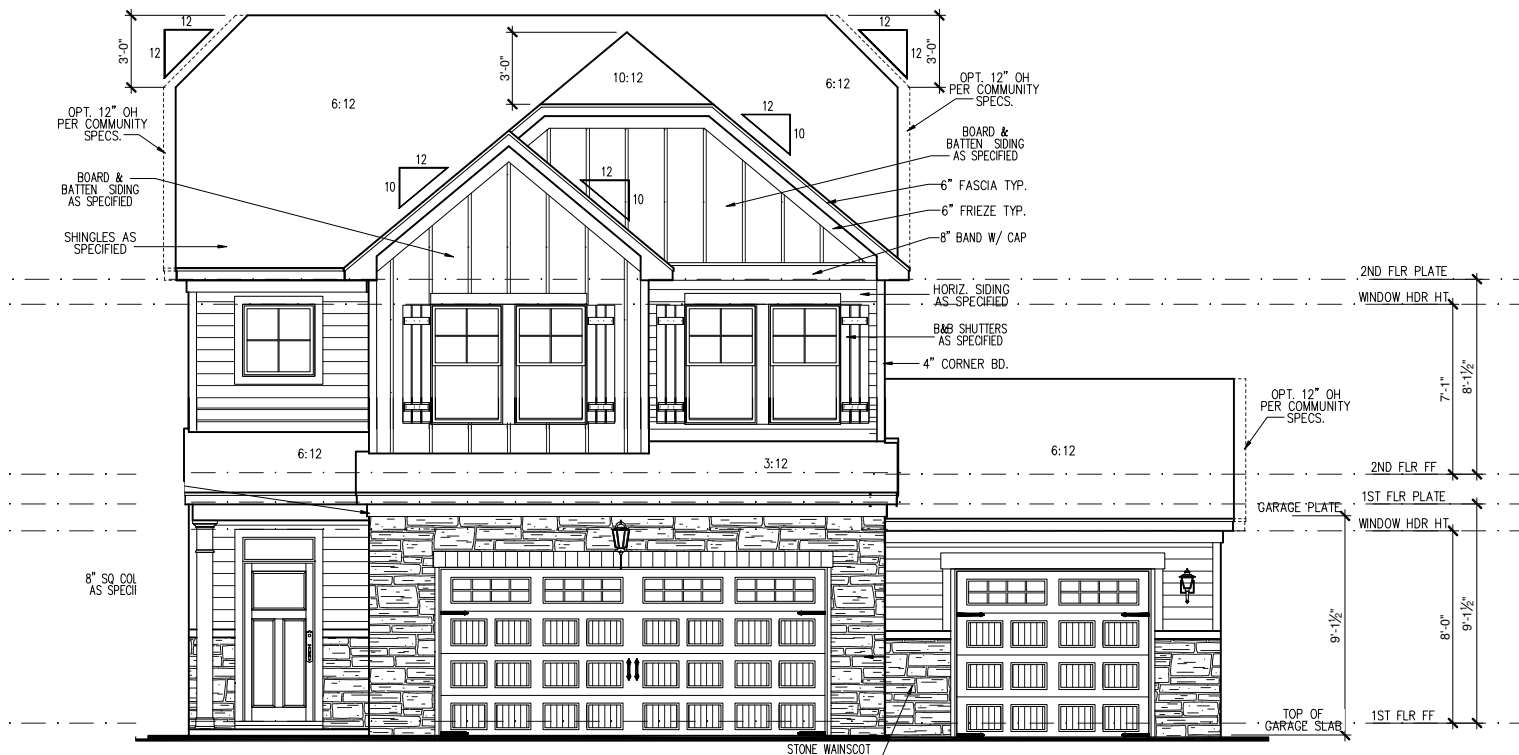 12
12
3'-0"
3'-0"
12
12
3'-0"
10:12
6:12
6:12
OPT. 12" OH
PER COMMUNITY
SPECS.
OPT. 12" OH
PER COMMUNITY
SPECS.
12
10
BOARD &
BATTEN SIDING
AS SPECIFIED
12
10
12
10
BOARD &
BATTEN SIDING
AS SPECIFIED
6" FASCIA TYP.
6" FRIEZE TYP.
8" BAND W/ CAP
SHINGLES AS
SPECIFIED
2ND FLR PLATE
HORIZ. SIDING
AS SPECIFIED
WINDOW HDR HT
B&B SHUTTERS
AS SPECIFIED
4" CORNER BD.
7'-1"
8'-1½"
OPT. 12" OH
PER COMMUNITY
SPECS.
6:12
3:12
6:12
2ND FLR FF
1ST FLR PLATE
GARAGE PLATE
WINDOW HDR HT
8" SQ COL
AS SPECI
9'-1½"
8'-0"
9'-1½"
TOP OF
GARAGE SLAB
1ST FLR FF
STONE WAINSCOT